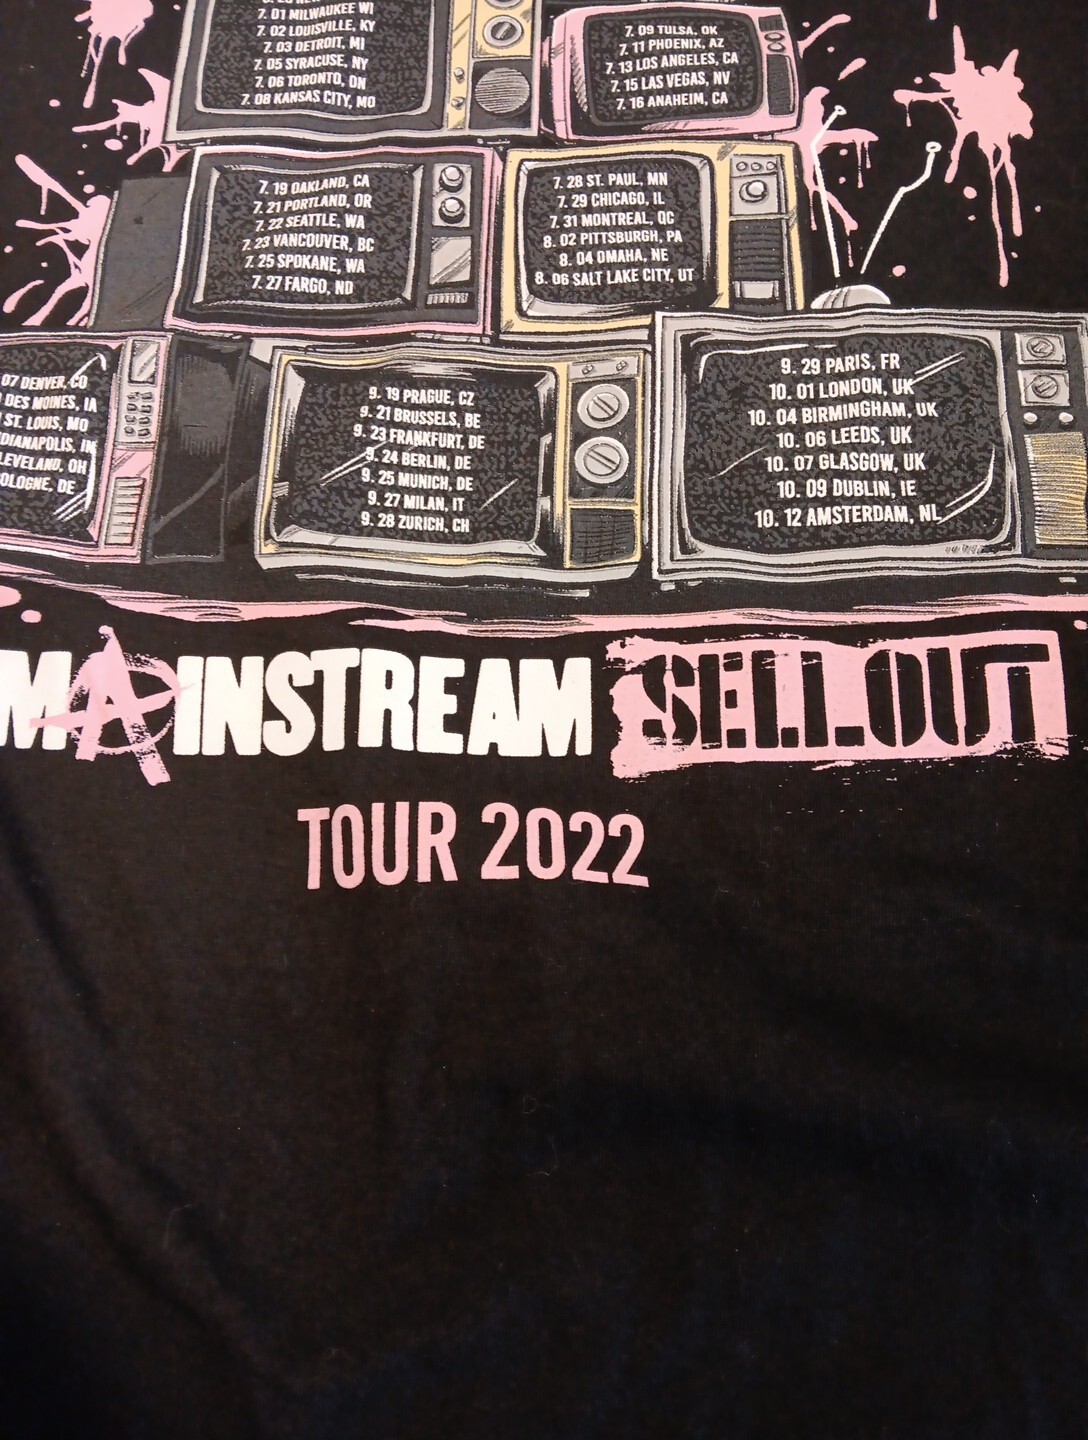 7. 01 MILWAUKEE WI
7. 02 LOUISVILLE, KY
7. 03 DETROIT, MI
7. 05 SYRACUSE, NY
7. 06 TORONTO, ON
7. 08 KANSAS CITY, MO
7. 09 TULSA, OK
7. 11 PHOENIX, AZ
7. 13 LOS ANGELES, CA
7. 15 LAS VEGAS, NV
7. 16 ANAHEIM, CA
7. 19 OAKLAND, CA
7. 21 PORTLAND, OR
7. 22 SEATTLE, WA
7. 23 VANCOUVER, BC
7. 25 SPOKANE, WA
7. 27 FARGO, ND
7. 28 ST. PAUL, MN
7. 29 CHICAGO, IL
7. 31 MONTREAL, QC
8. 02 PITTSBURGH, PA
8. 04 OMAHA, NE
8. 06 SALT LAKE CITY, UT
07 DENVER, CO
DES MOINES, IA
ST. LOUIS, MO
DIANAPOLIS, IN
LEVELAND, OH
OLOGNE, DE
9. 19 PRAGUE, CZ
9. 21 BRUSSELS, BE
9. 23 FRANKFURT, DE
9. 24 BERLIN, DE
9. 25 MUNICH, DE
9. 27 MILAN, IT
9. 28 ZURICH, CH
9. 29 PARIS, FR
10. 01 LONDON, UK
10. 04 BIRMINGHAM, UK
10. 06 LEEDS, UK
10. 07 GLASGOW, UK
10. 09 DUBLIN, IE
10. 12 AMSTERDAM, NL
MAINSTREAM SELLOUT
TOUR 2022